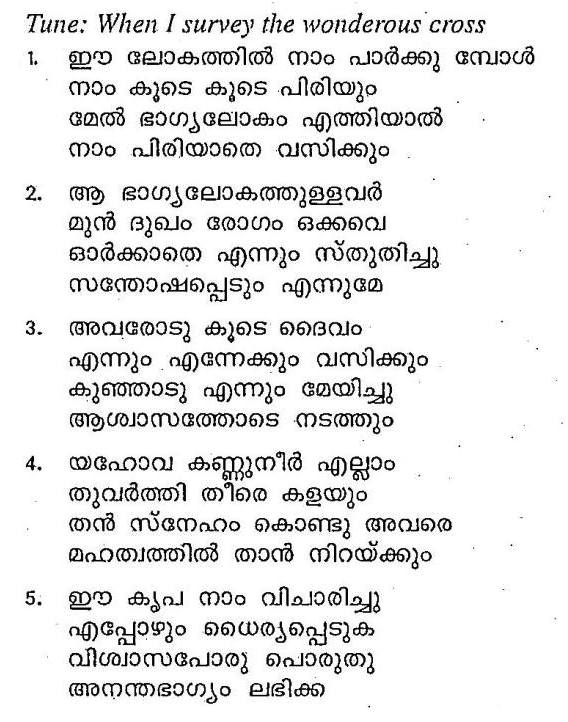 Tune: When I survey the wonderous cross
1. ഈ ലോകത്തിൽ നാം പാർക്കു മ്പോൾ
നാം കൂടെ കൂടെ പിരിയും
മേൽ ഭാഗ്യലോകം എത്തിയാൽ
നാം പിരിയാതെ വസിക്കും
2. ആ ഭാഗ്യലോകത്തുള്ളവർ
മുൻ ദുഖം രോഗം ഒക്കവെ
ഓർക്കാതെ എന്നും സ്തുതിച്ചു
സന്തോഷപ്പെടും എന്നുമേ
3. അവരോടു കൂടെ ദൈവം
എന്നും എന്നേക്കും വസിക്കും
കുഞ്ഞാടു എന്നും മേയിച്ചു
ആശ്വാസത്തോടെ നടത്തും
4. യഹോവ കണ്ണുനീർ എല്ലാം
തുവർത്തി തീരെ കളയും
തൻ സ്നേഹം കൊണ്ടു അവരെ
മഹത്വത്തിൽ താൻ നിറയ്ക്കും
5. ഈ കൃപ നാം വിചാരിച്ചു
എപ്പോഴും ധൈര്യപ്പെടുക
വിശ്വാസപോരു പൊരുതു
അനന്തഭാഗ്യം ലഭിക്ക